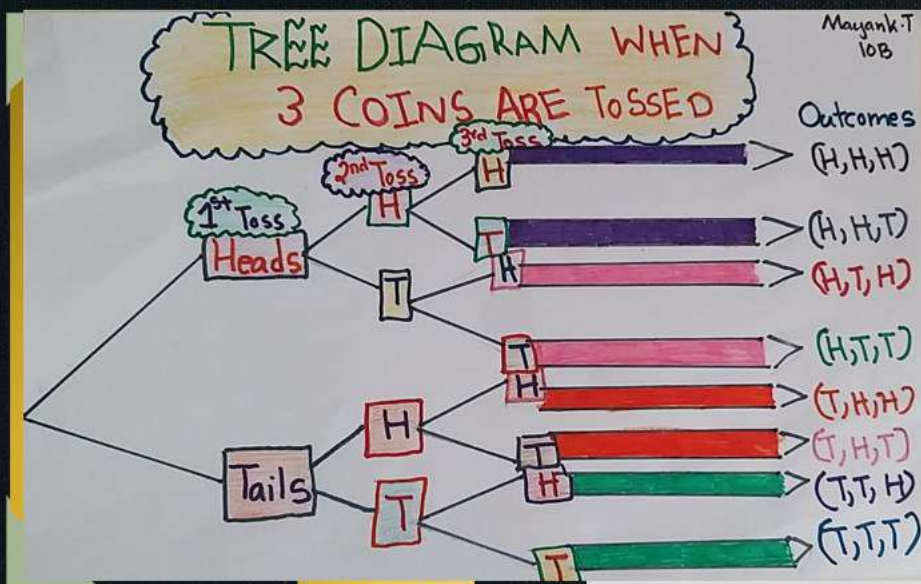 TREE DIAGRAM WHEN
3 COINS ARE TOSSED
Mayank.T
10B
Outcomes
1st Toss
2nd Toss
3rd Toss
Heads
Tails
H
T
H
T
H
T
H
T
H
T
H
T
(H,H,H)
(H,H,T)
(H,T,H)
(H,T,T)
(T,H,H)
(T,H,T)
(T,T,H)
(T,T,T)